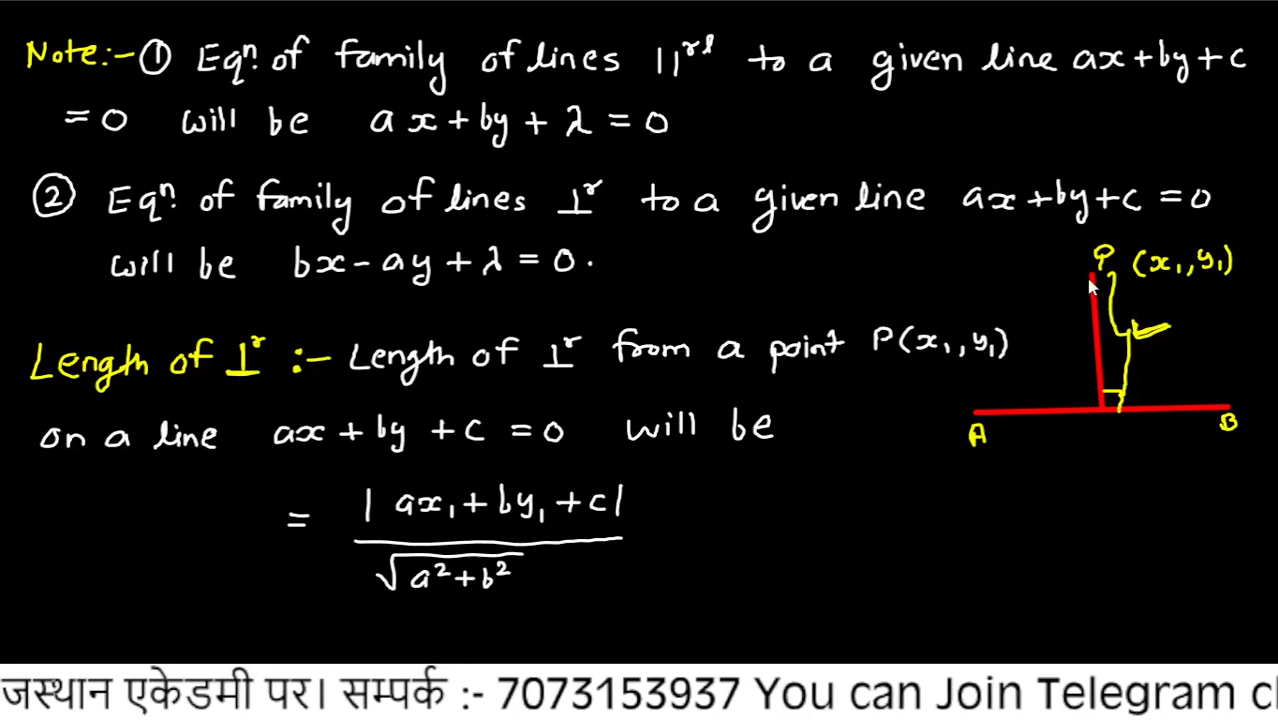 Note:- ① Eqⁿ. of family of lines ||ʳˡ to a given line ax+by+c
= 0 will be ax + by + λ = 0
② Eqⁿ. of family of lines ⊥ʳ to a given line ax+by+c = 0
will be bx - ay + λ = 0.
P (x₁, y₁)
Length of ⊥ʳ :- Length of ⊥ʳ from a point P(x₁, y₁)
on a line ax + by + c = 0 will be
A B
= | ax₁ + by₁ + c |
√a² + b²
जस्थान एकेडमी पर। सम्पर्क :- 7073153937 You can Join Telegram cl